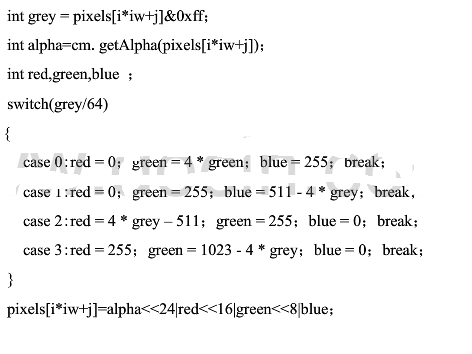 int grey = pixels[i*iw+j]&0xff;
int alpha=cm. getAlpha(pixels[i*iw+j]);
int red,green,blue ;
switch(grey/64)
{
case 0:red = 0; green = 4 * green; blue = 255; break;
case 1:red = 0; green = 255; blue = 511 - 4 * grey; break,
case 2:red = 4 * grey – 511; green = 255; blue = 0; break;
case 3:red = 255; green = 1023 - 4 * grey; blue = 0; break;
}
pixels[i*iw+j]=alpha<<24|red<<16|green<<8|blue;